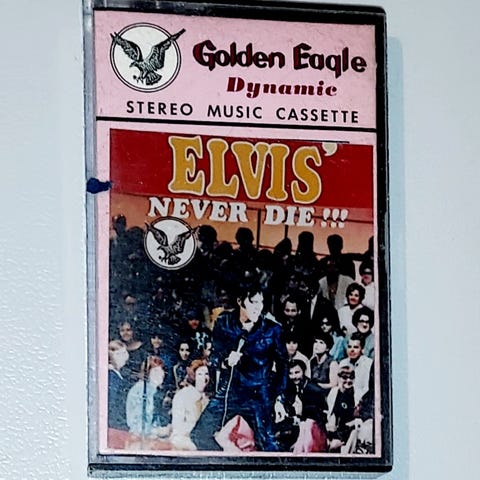 Golden Eagle
Dynamic
STEREO MUSIC CASSETTE
ELVIS'
NEVER DIE!!!